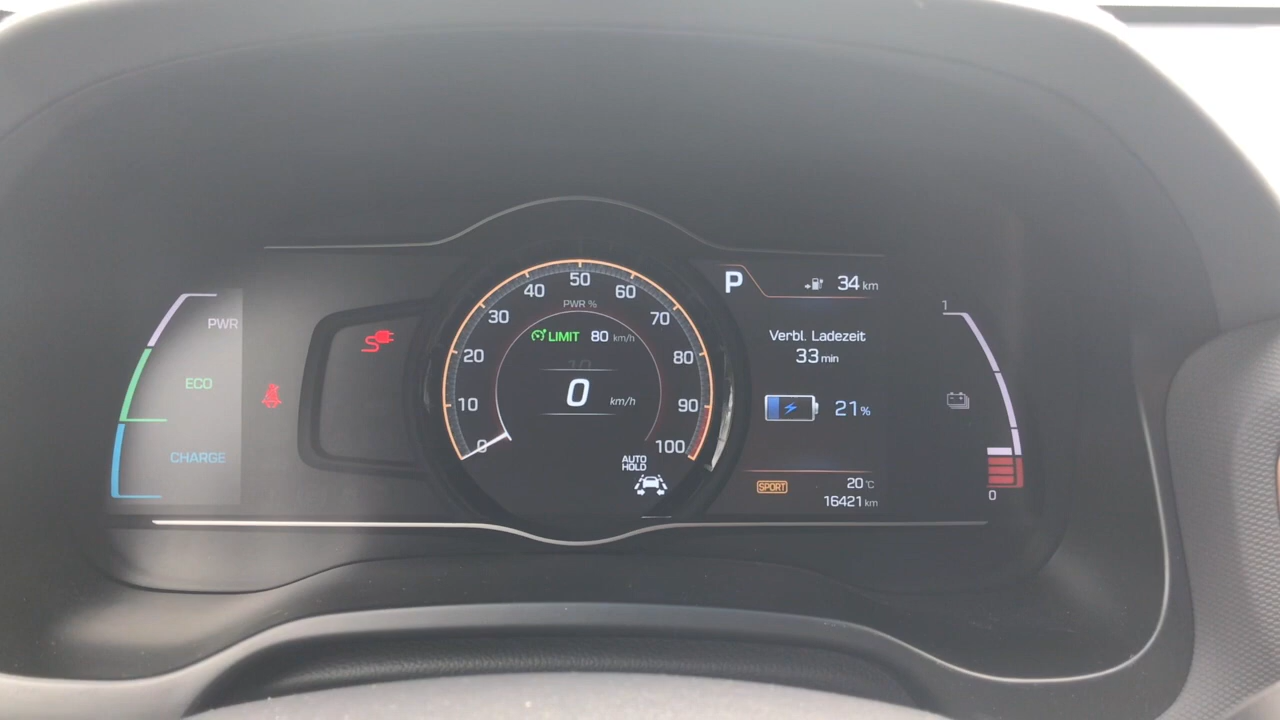 PWR
ECO
CHARGE
0
10
20
30
40
50
60
70
80
90
100
PWR %
LIMIT 80 km/h
0 km/h
AUTO
HOLD
P
34 km
Verbl. Ladezeit
33 min
21 %
SPORT
20 °C
16421 km
1
0